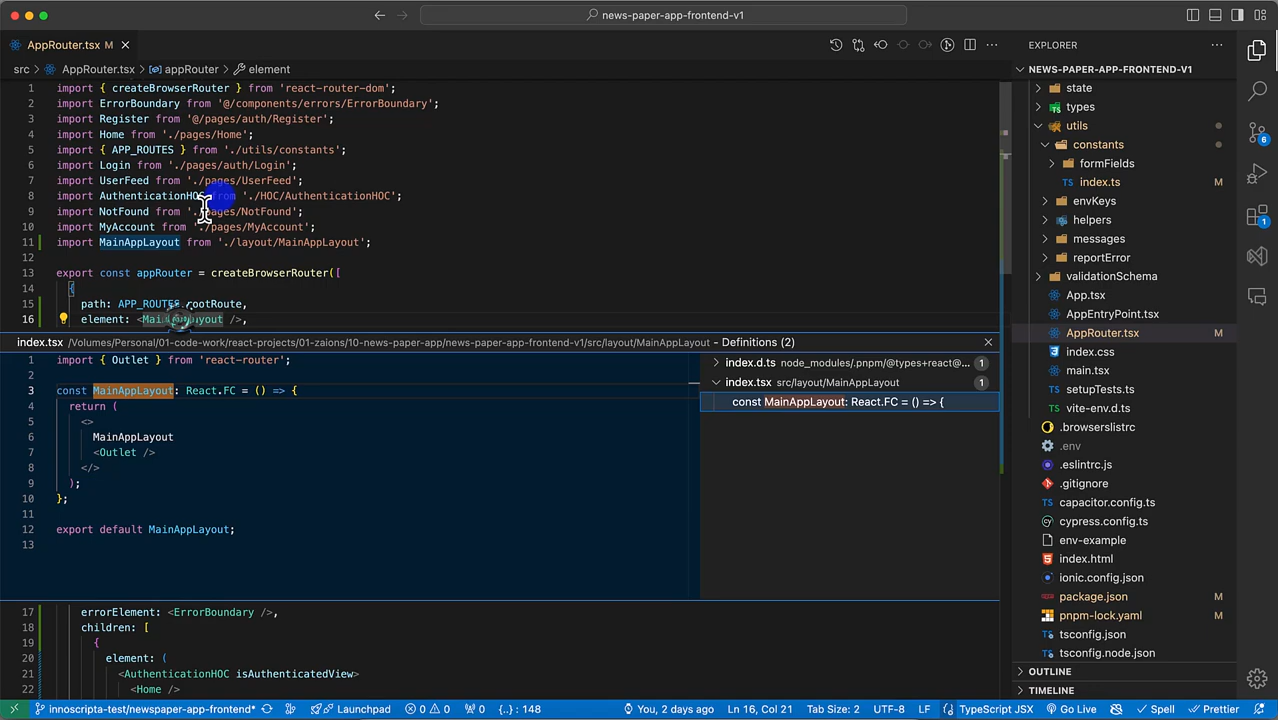 news-paper-app-frontend-v1
AppRouter.tsx M
src > AppRouter.tsx > appRouter > element
1 import { createBrowserRouter } from 'react-router-dom';
2 import ErrorBoundary from '@/components/errors/ErrorBoundary';
3 import Register from '@/pages/auth/Register';
4 import Home from './pages/Home';
5 import { APP_ROUTES } from './utils/constants';
6 import Login from './pages/auth/Login';
7 import UserFeed from './pages/UserFeed';
8 import AuthenticationHOC from './HOC/AuthenticationHOC';
9 import NotFound from './pages/NotFound';
10 import MyAccount from './pages/MyAccount';
11 import MainAppLayout from './layout/MainAppLayout';
12
13 export const appRouter = createBrowserRouter([
14 {
15 path: APP_ROUTES.rootRoute,
16 element: <MainAppLayout />,
index.tsx /Volumes/Personal/01-code-work/react-projects/01-zaions/10-news-paper-app/news-paper-app-frontend-v1/src/layout/MainAppLayout - Definitions (2)
1 import { Outlet } from 'react-router';
2
3 const MainAppLayout: React.FC = () => {
4 return (
5 <>
6 MainAppLayout
7 <Outlet />
8 </>
9 );
10 };
11
12 export default MainAppLayout;
13
index.d.ts node_modules/.pnpm/@types+react@... 1
index.tsx src/layout/MainAppLayout 1
const MainAppLayout: React.FC = () => {
17 errorElement: <ErrorBoundary />,
18 children: [
19 {
20 element: (
21 <AuthenticationHOC isAuthenticatedView>
22 <Home />
EXPLORER
NEWS-PAPER-APP-FRONTEND-V1
state
types
utils
constants
formFields
index.ts M
envKeys
helpers
messages
reportError
validationSchema
App.tsx
AppEntryPoint.tsx
AppRouter.tsx M
index.css
main.tsx
setupTests.ts
vite-env.d.ts
.browserslistrc
.env
.eslintrc.js
.gitignore
capacitor.config.ts
cypress.config.ts
env-example
index.html
ionic.config.json
package.json M
pnpm-lock.yaml M
tsconfig.json
tsconfig.node.json
OUTLINE
TIMELINE
6
1
innoscripta-test/newspaper-app-frontend* Launchpad 0 0 0 {..} : 148 You, 2 days ago Ln 16, Col 21 Tab Size: 2 UTF-8 LF TypeScript JSX Go Live Spell Prettier